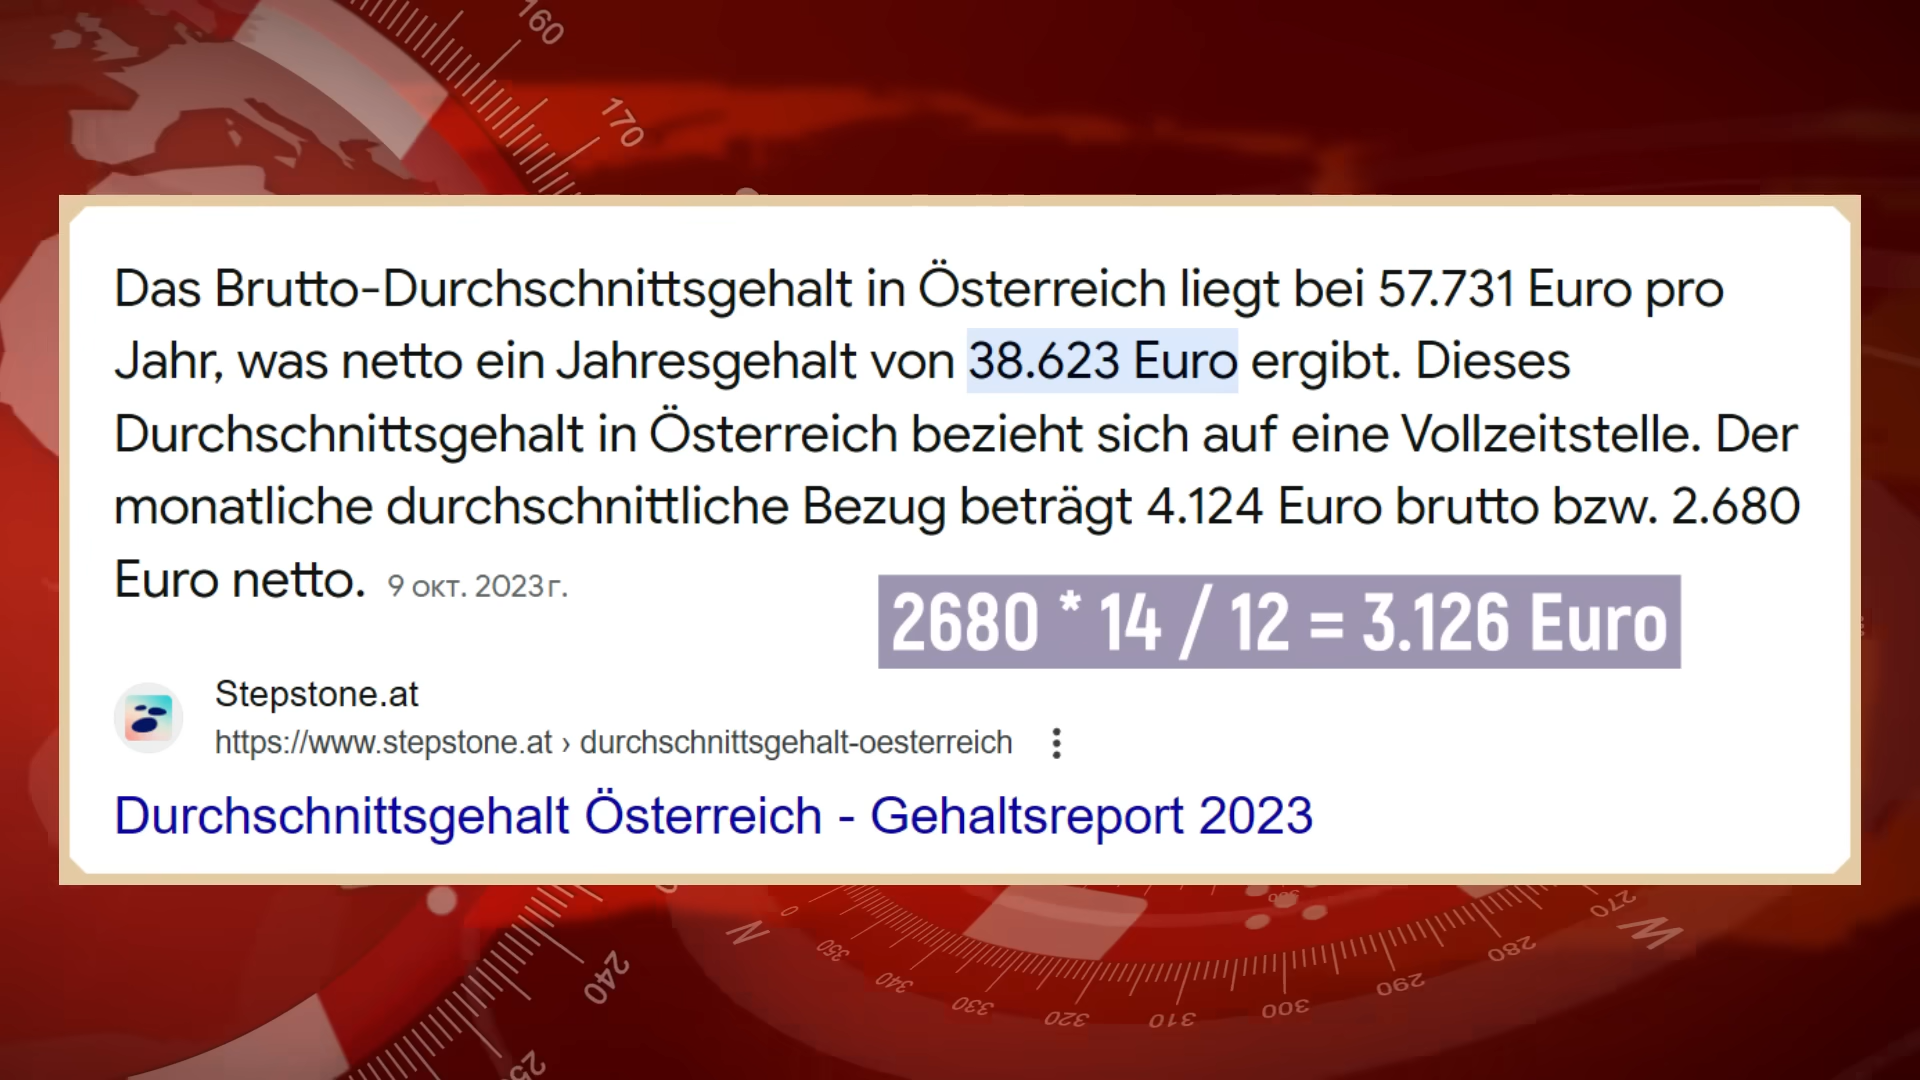 160
170
Das Brutto-Durchschnittsgehalt in Österreich liegt bei 57.731 Euro pro
Jahr, was netto ein Jahresgehalt von 38.623 Euro ergibt. Dieses
Durchschnittsgehalt in Österreich bezieht sich auf eine Vollzeitstelle. Der
monatliche durchschnittliche Bezug beträgt 4.124 Euro brutto bzw. 2.680
Euro netto. 9 окт. 2023 г.
2680 * 14 / 12 = 3.126 Euro
Stepstone.at
https://www.stepstone.at › durchschnittsgehalt-oesterreich
Durchschnittsgehalt Österreich - Gehaltsreport 2023
240
N
0
350
340
330
320
310
300
290
280
270
W